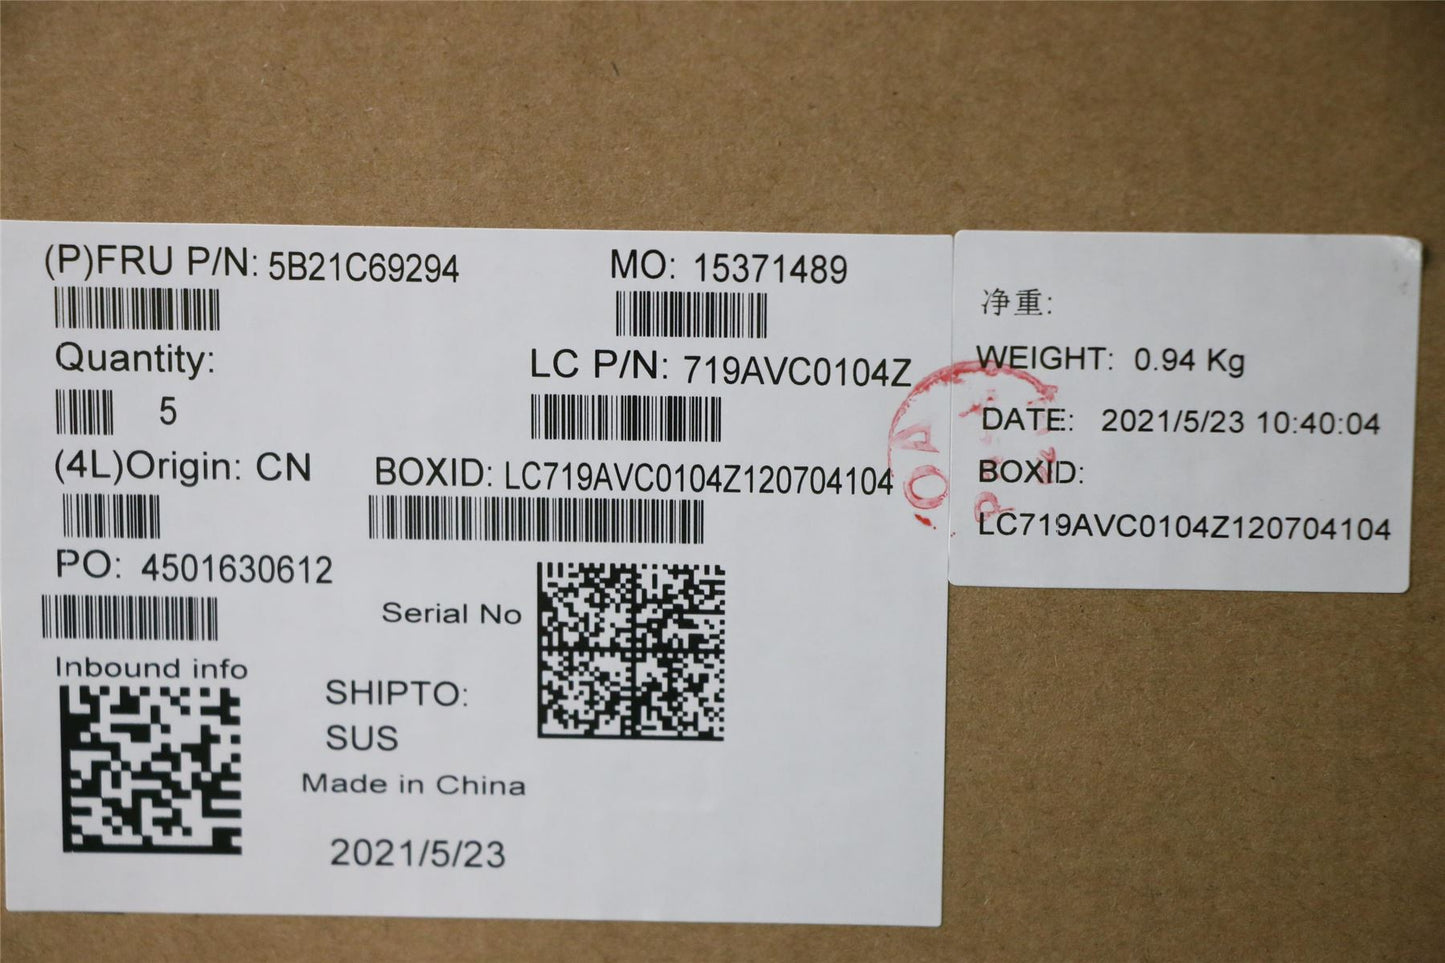 (P)FRU P/N: 5B21C69294
MO: 15371489
Quantity:
5
LC P/N: 719AVC0104Z
(4L)Origin: CN
BOXID: LC719AVC0104Z120704104
PO: 4501630612
Serial No
Inbound info
SHIPTO:
SUS
Made in China
2021/5/23
净重:
WEIGHT: 0.94 Kg
DATE: 2021/5/23 10:40:04
BOXID:
LC719AVC0104Z120704104